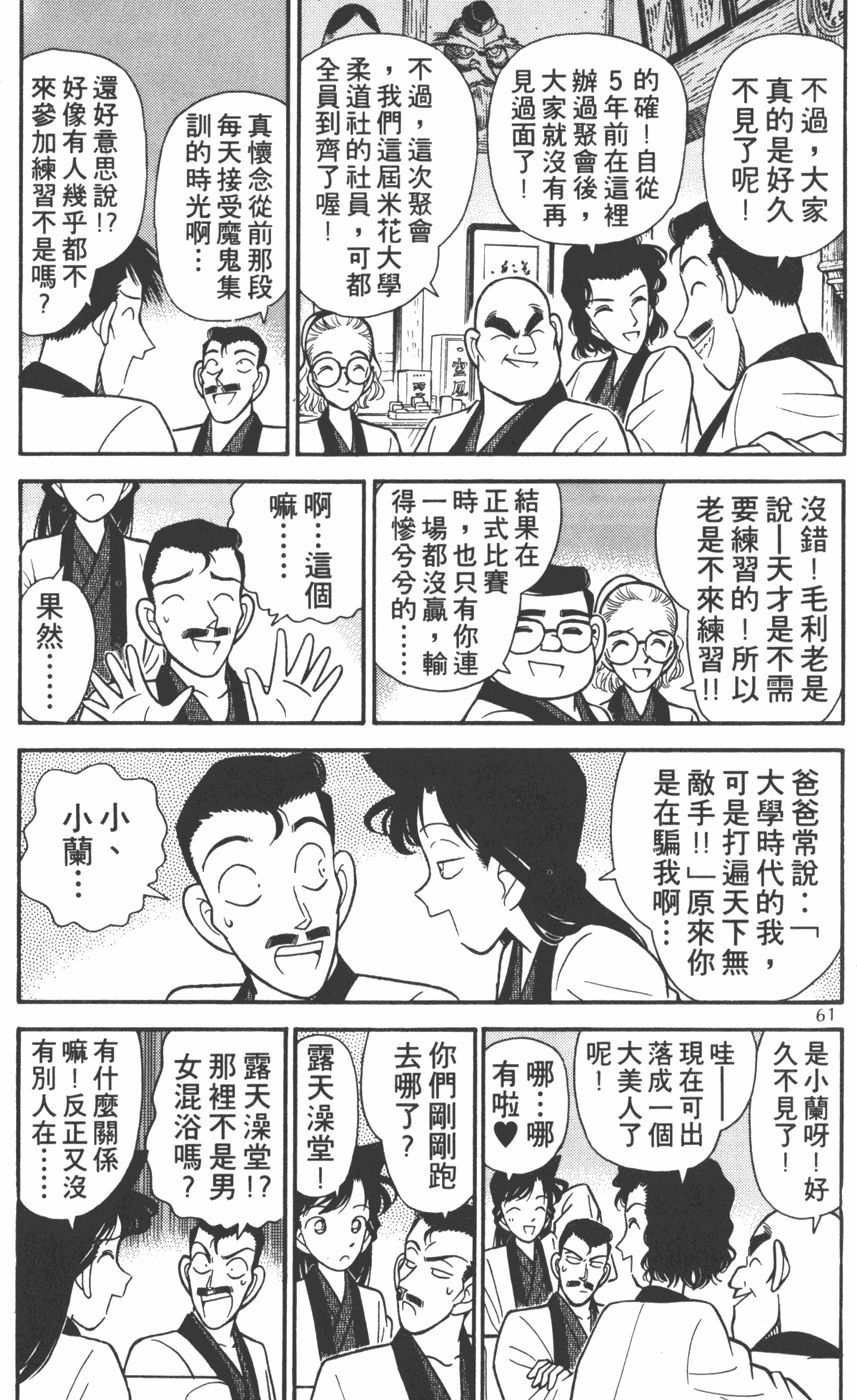 不過，大家
真的是好久
不見了呢！
的確！自從
5年前在這裡
辦過聚會後，
大家就沒有再
見過面了！
不過，這次聚會
，我們這屆米花大學
柔道社的社員，可都
全員到齊了喔！
真懷念從前那段
每天接受魔鬼集
訓的時光啊…
還好意思說!?
好像有人幾乎都不
來參加練習不是嗎？
沒錯！毛利老是
說—天才是不需
要練習的！所以
老是不來練習!!
結果在
正式比賽
時，也只有你連
一場都沒贏，輸
得慘兮兮的……
啊…這個
嘛……
果然……
爸爸常說：「
大學時代的我，
可是打遍天下無
敵手!!」原來你
是在騙我啊…
小、
小蘭…
61
是小蘭呀！好
久不見了！
哇——
現在可出
落成一個
大美人了
呢！
哪…哪
有啦♥
你們剛剛跑
去哪了？
露天澡堂！
露天澡堂!?
那裡不是男
女混浴嗎？
有什麼關係
嘛！反正又沒
有別人在……